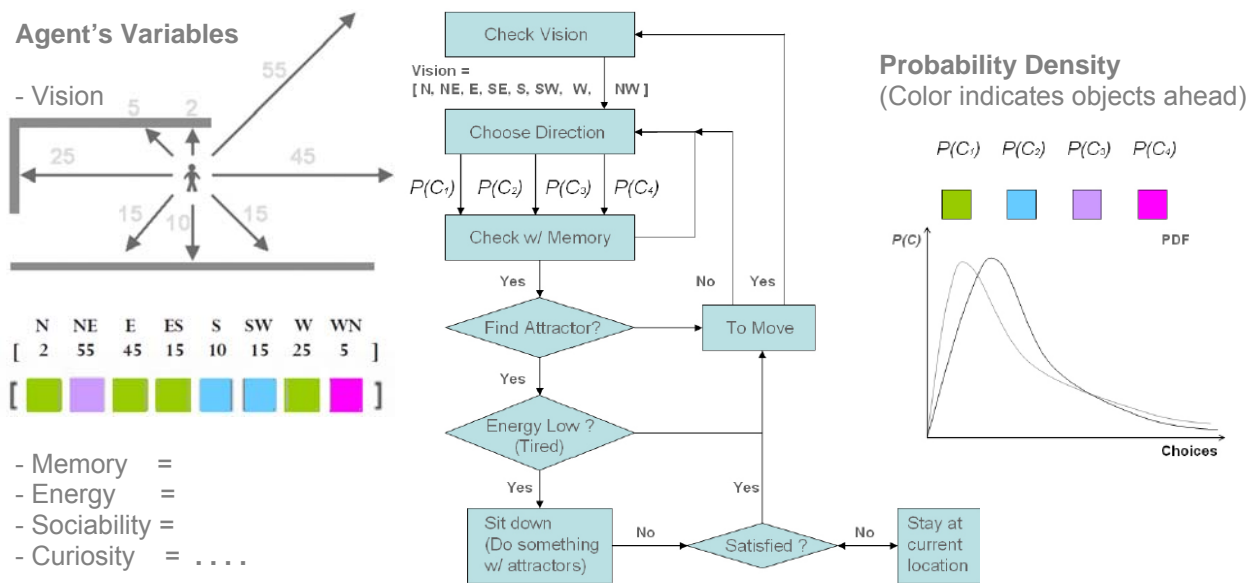 Agent's Variables
- Vision
55
5
2
25
45
15
10
15
N NE E ES S SW W WN
[ 2 55 45 15 10 15 25 5 ]
[ ]
- Memory =
- Energy =
- Sociability =
- Curiosity = . . . .
Check Vision
Vision =
[ N, NE, E, SE, S, SW, W, NW ]
Choose Direction
P(C₁) P(C₂) P(C₃) P(C₄)
Check w/ Memory
Yes
No
Yes
Find Attractor?
To Move
Yes
Energy Low ?
(Tired)
Yes
Yes
Sit down
(Do something
w/ attractors)
No
Satisfied ?
No
Stay at
current
location
Probability Density
(Color indicates objects ahead)
P(C₁) P(C₂) P(C₃) P(C₄)
P(C)
PDF
Choices